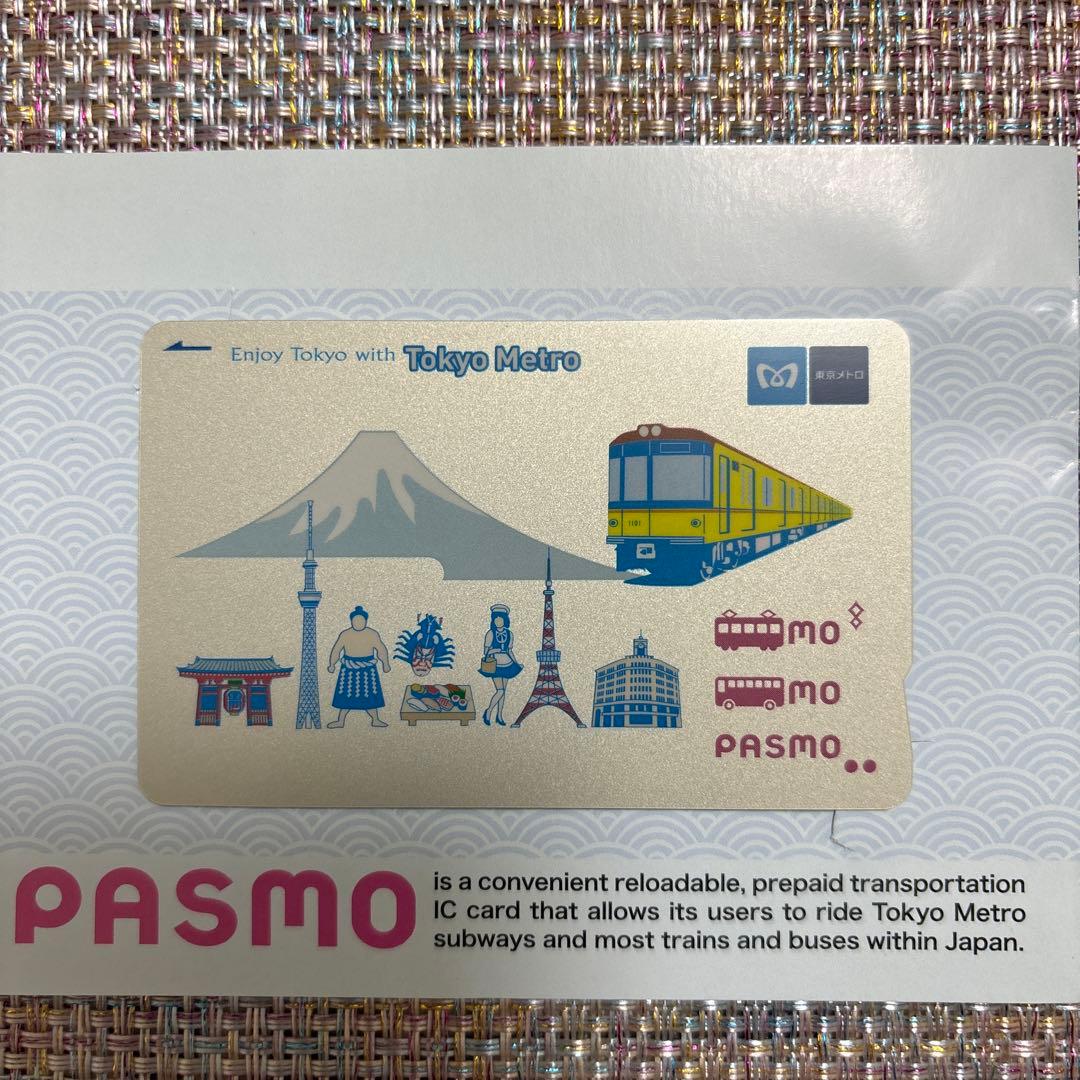 Enjoy Tokyo with Tokyo Metro
東京メトロ
1101
mo
mo
PASMO
PASMO
is a convenient reloadable, prepaid transportation
IC card that allows its users to ride Tokyo Metro
subways and most trains and buses within Japan.